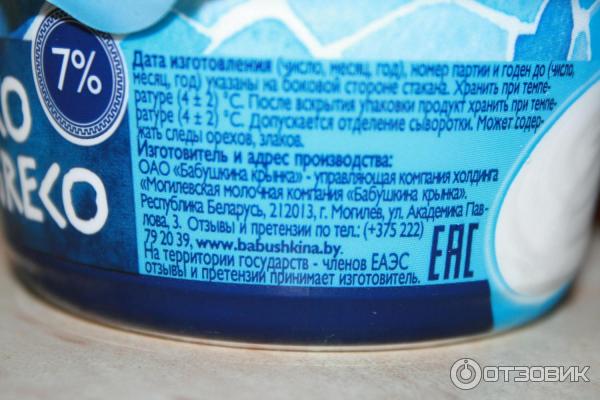 7%
GRECO
Дата изготовления (число, месяц, год), номер партии и годен до (число,
месяц, год) указаны на боковой стороне стакана. Хранить при темпе-
ратуре (4 ± 2) °С. После вскрытия упаковки продукт хранить при темпе-
ратуре (4 ± 2) °С. Допускается отделение сыворотки. Может содер-
жать следы орехов, злаков.
Изготовитель и адрес производства:
ОАО «Бабушкина крынка» - управляющая компания холдинга
«Могилевская молочная компания «Бабушкина крынка».
Республика Беларусь, 212013, г. Могилёв, ул. Академика Пав-
лова, 3. Отзывы и претензии по тел.: (+375 222)
79 20 39, www.babushkina.by.
На территории государств - членов ЕАЭС
отзывы и претензий принимает изготовитель.
ЕАС
ОТЗОВИК